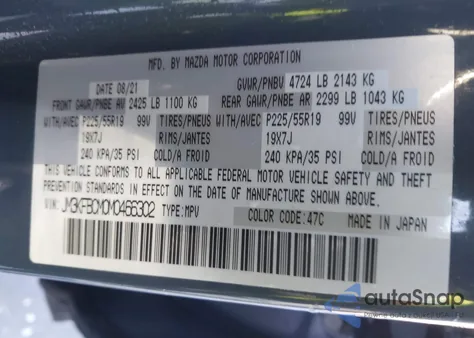 MFD. BY MAZDA MOTOR CORPORATION
DATE 08/21 GVWR/PNBV 4724 LB 2143 KG
FRONT GAWR/PNBE AV 2425 LB 1100 KG REAR GAWR/PNBE AR 2299 LB 1043 KG
WITH/AVEC P225/55R19 99V TIRES/PNEUS WITH/AVEC P225/55R19 99V TIRES/PNEUS
19X7J RIMS/JANTES 19X7J RIMS/JANTES
240 KPA/35 PSI COLD/A FROID 240 KPA/35 PSI COLD/A FROID
THIS VEHICLE CONFORMS TO ALL APPLICABLE FEDERAL MOTOR VEHICLE SAFETY AND THEFT
PREVENTION STANDARDS IN EFFECT ON THE DATE OF MANUFACTURE SHOWN ABOVE.
VIN: JM3KFBCM0M0466302 TYPE:MPV COLOR CODE:47C MADE IN JAPAN
autoSnap